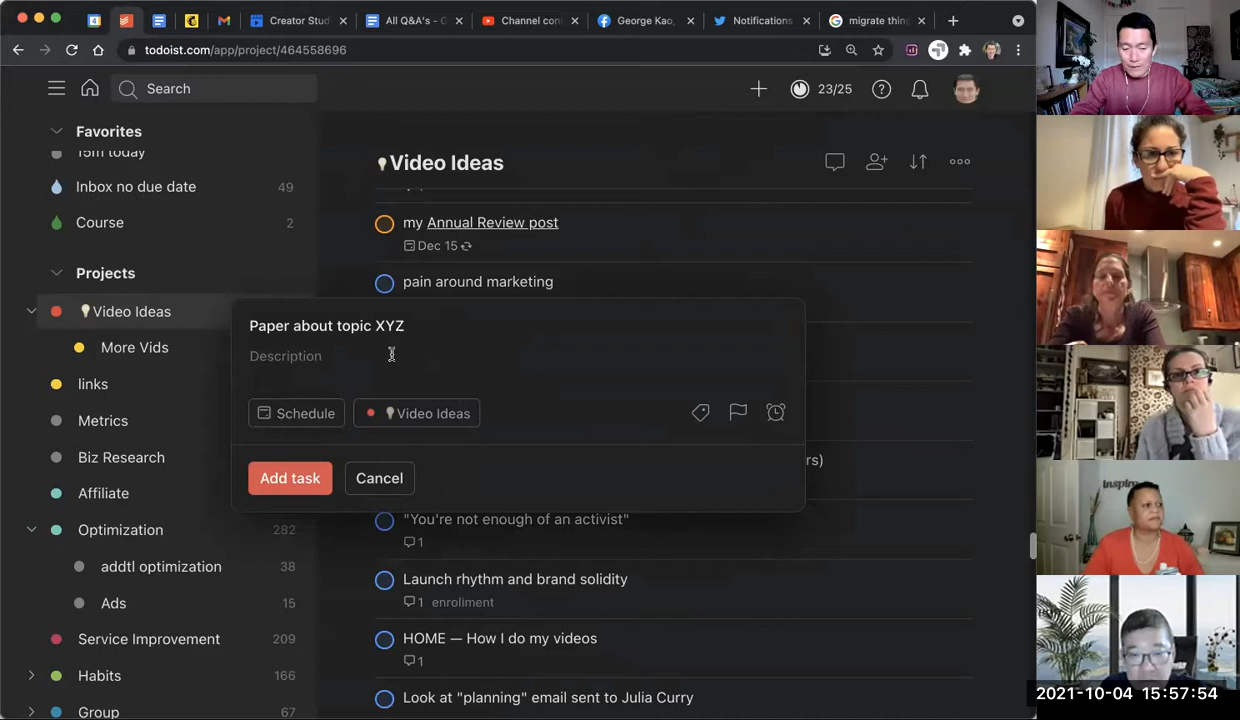 Creator Stud
All Q&A's - G
Channel con
George Kao,
Notifications
migrate thing
todoist.com/app/project/464558696
Search
23/25
Favorites
15m today
Inbox no due date 49
Course 2
Projects
Video Ideas
More Vids
links
Metrics
Biz Research
Affiliate
Optimization 282
addtl optimization 38
Ads 15
Service Improvement 209
Habits 166
Group 67
Video Ideas
my Annual Review post
Dec 15
pain around marketing
Paper about topic XYZ
Description
Schedule
Video Ideas
Add task
Cancel
rs)
"You're not enough of an activist"
1
Launch rhythm and brand solidity
1 enrollment
HOME — How I do my videos
1
Look at "planning" email sent to Julia Curry
inspire
2021-10-04 15:57:54